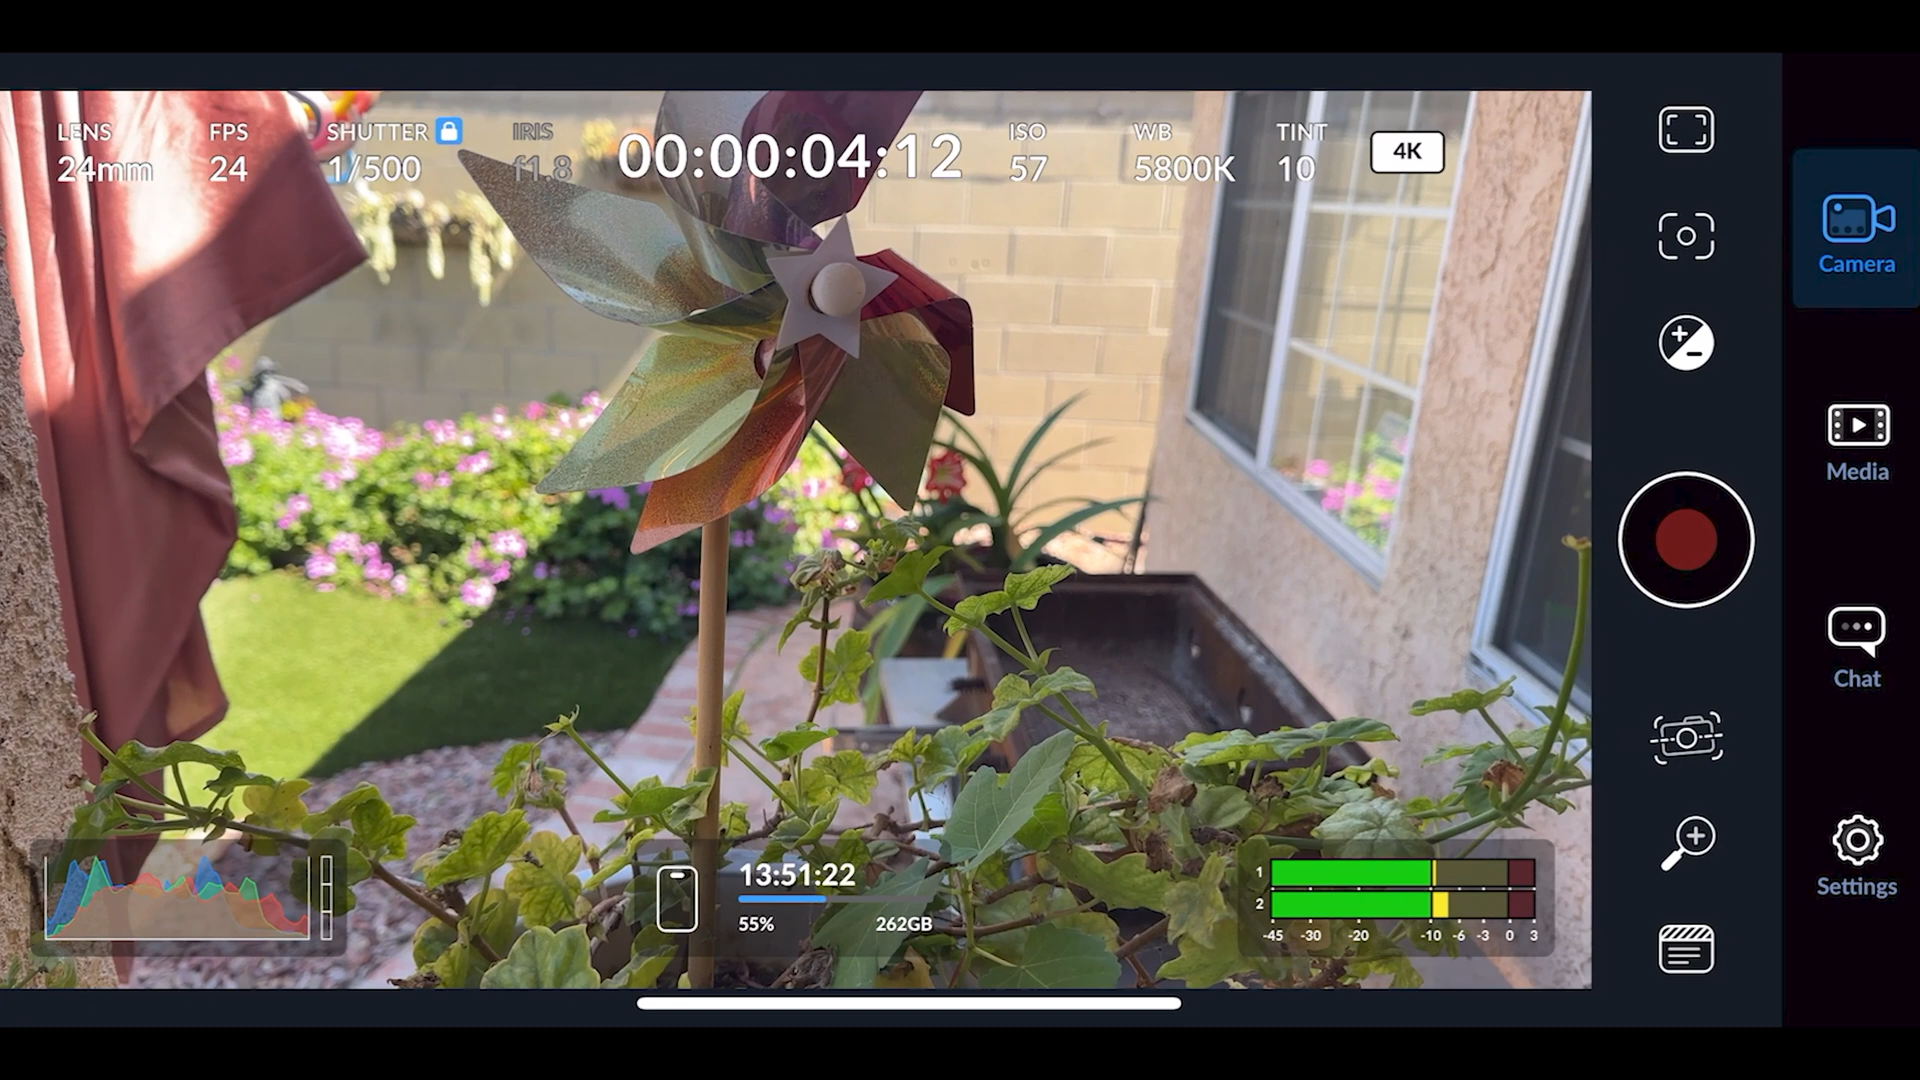 LENS FPS SHUTTER IRIS 00:00:04:12 ISO WB TINT 4K
24mm 24 1/500 f1.8 57 5800K 10
Camera
Media
Chat
Settings
13:51:22
55% 262GB
1
2
-45 -30 -20 -10 -6 -3 0 3